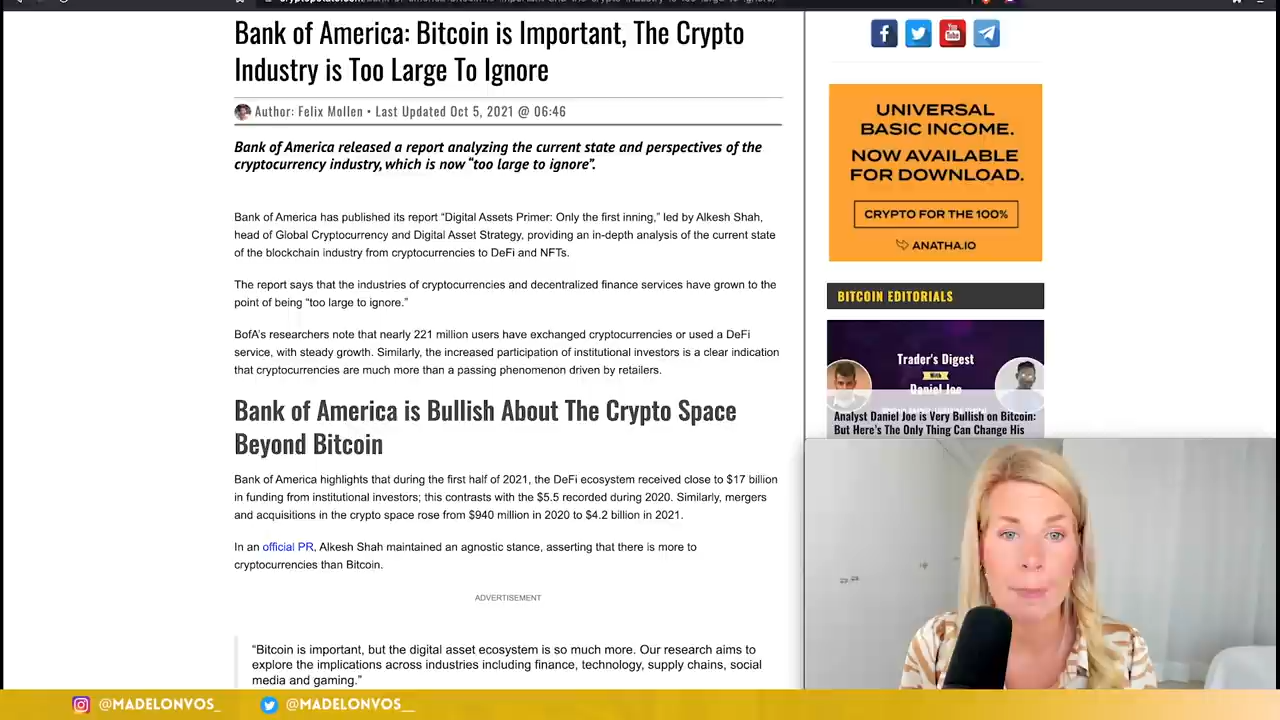 Bank of America: Bitcoin is Important, The Crypto
Industry is Too Large To Ignore
Author: Felix Mollen • Last Updated Oct 5, 2021 @ 06:46
Bank of America released a report analyzing the current state and perspectives of the
cryptocurrency industry, which is now “too large to ignore”.
Bank of America has published its report “Digital Assets Primer: Only the first inning,” led by Alkesh Shah,
head of Global Cryptocurrency and Digital Asset Strategy, providing an in-depth analysis of the current state
of the blockchain industry from cryptocurrencies to DeFi and NFTs.
The report says that the industries of cryptocurrencies and decentralized finance services have grown to the
point of being “too large to ignore.”
BofA’s researchers note that nearly 221 million users have exchanged cryptocurrencies or used a DeFi
service, with steady growth. Similarly, the increased participation of institutional investors is a clear indication
that cryptocurrencies are much more than a passing phenomenon driven by retailers.
Bank of America is Bullish About The Crypto Space
Beyond Bitcoin
Bank of America highlights that during the first half of 2021, the DeFi ecosystem received close to $17 billion
in funding from institutional investors; this contrasts with the $5.5 recorded during 2020. Similarly, mergers
and acquisitions in the crypto space rose from $940 million in 2020 to $4.2 billion in 2021.
In an official PR, Alkesh Shah maintained an agnostic stance, asserting that there is more to
cryptocurrencies than Bitcoin.
ADVERTISEMENT
“Bitcoin is important, but the digital asset ecosystem is so much more. Our research aims to
explore the implications across industries including finance, technology, supply chains, social
media and gaming.”
You
Tube
UNIVERSAL
BASIC INCOME.
NOW AVAILABLE
FOR DOWNLOAD.
CRYPTO FOR THE 100%
ANATHA.IO
BITCOIN EDITORIALS
Trader's Digest
With
Daniel Joe
Analyst Daniel Joe is Very Bullish on Bitcoin:
But Here’s The Only Thing Can Change His
@MADELONVOS_
@MADELONVOS__